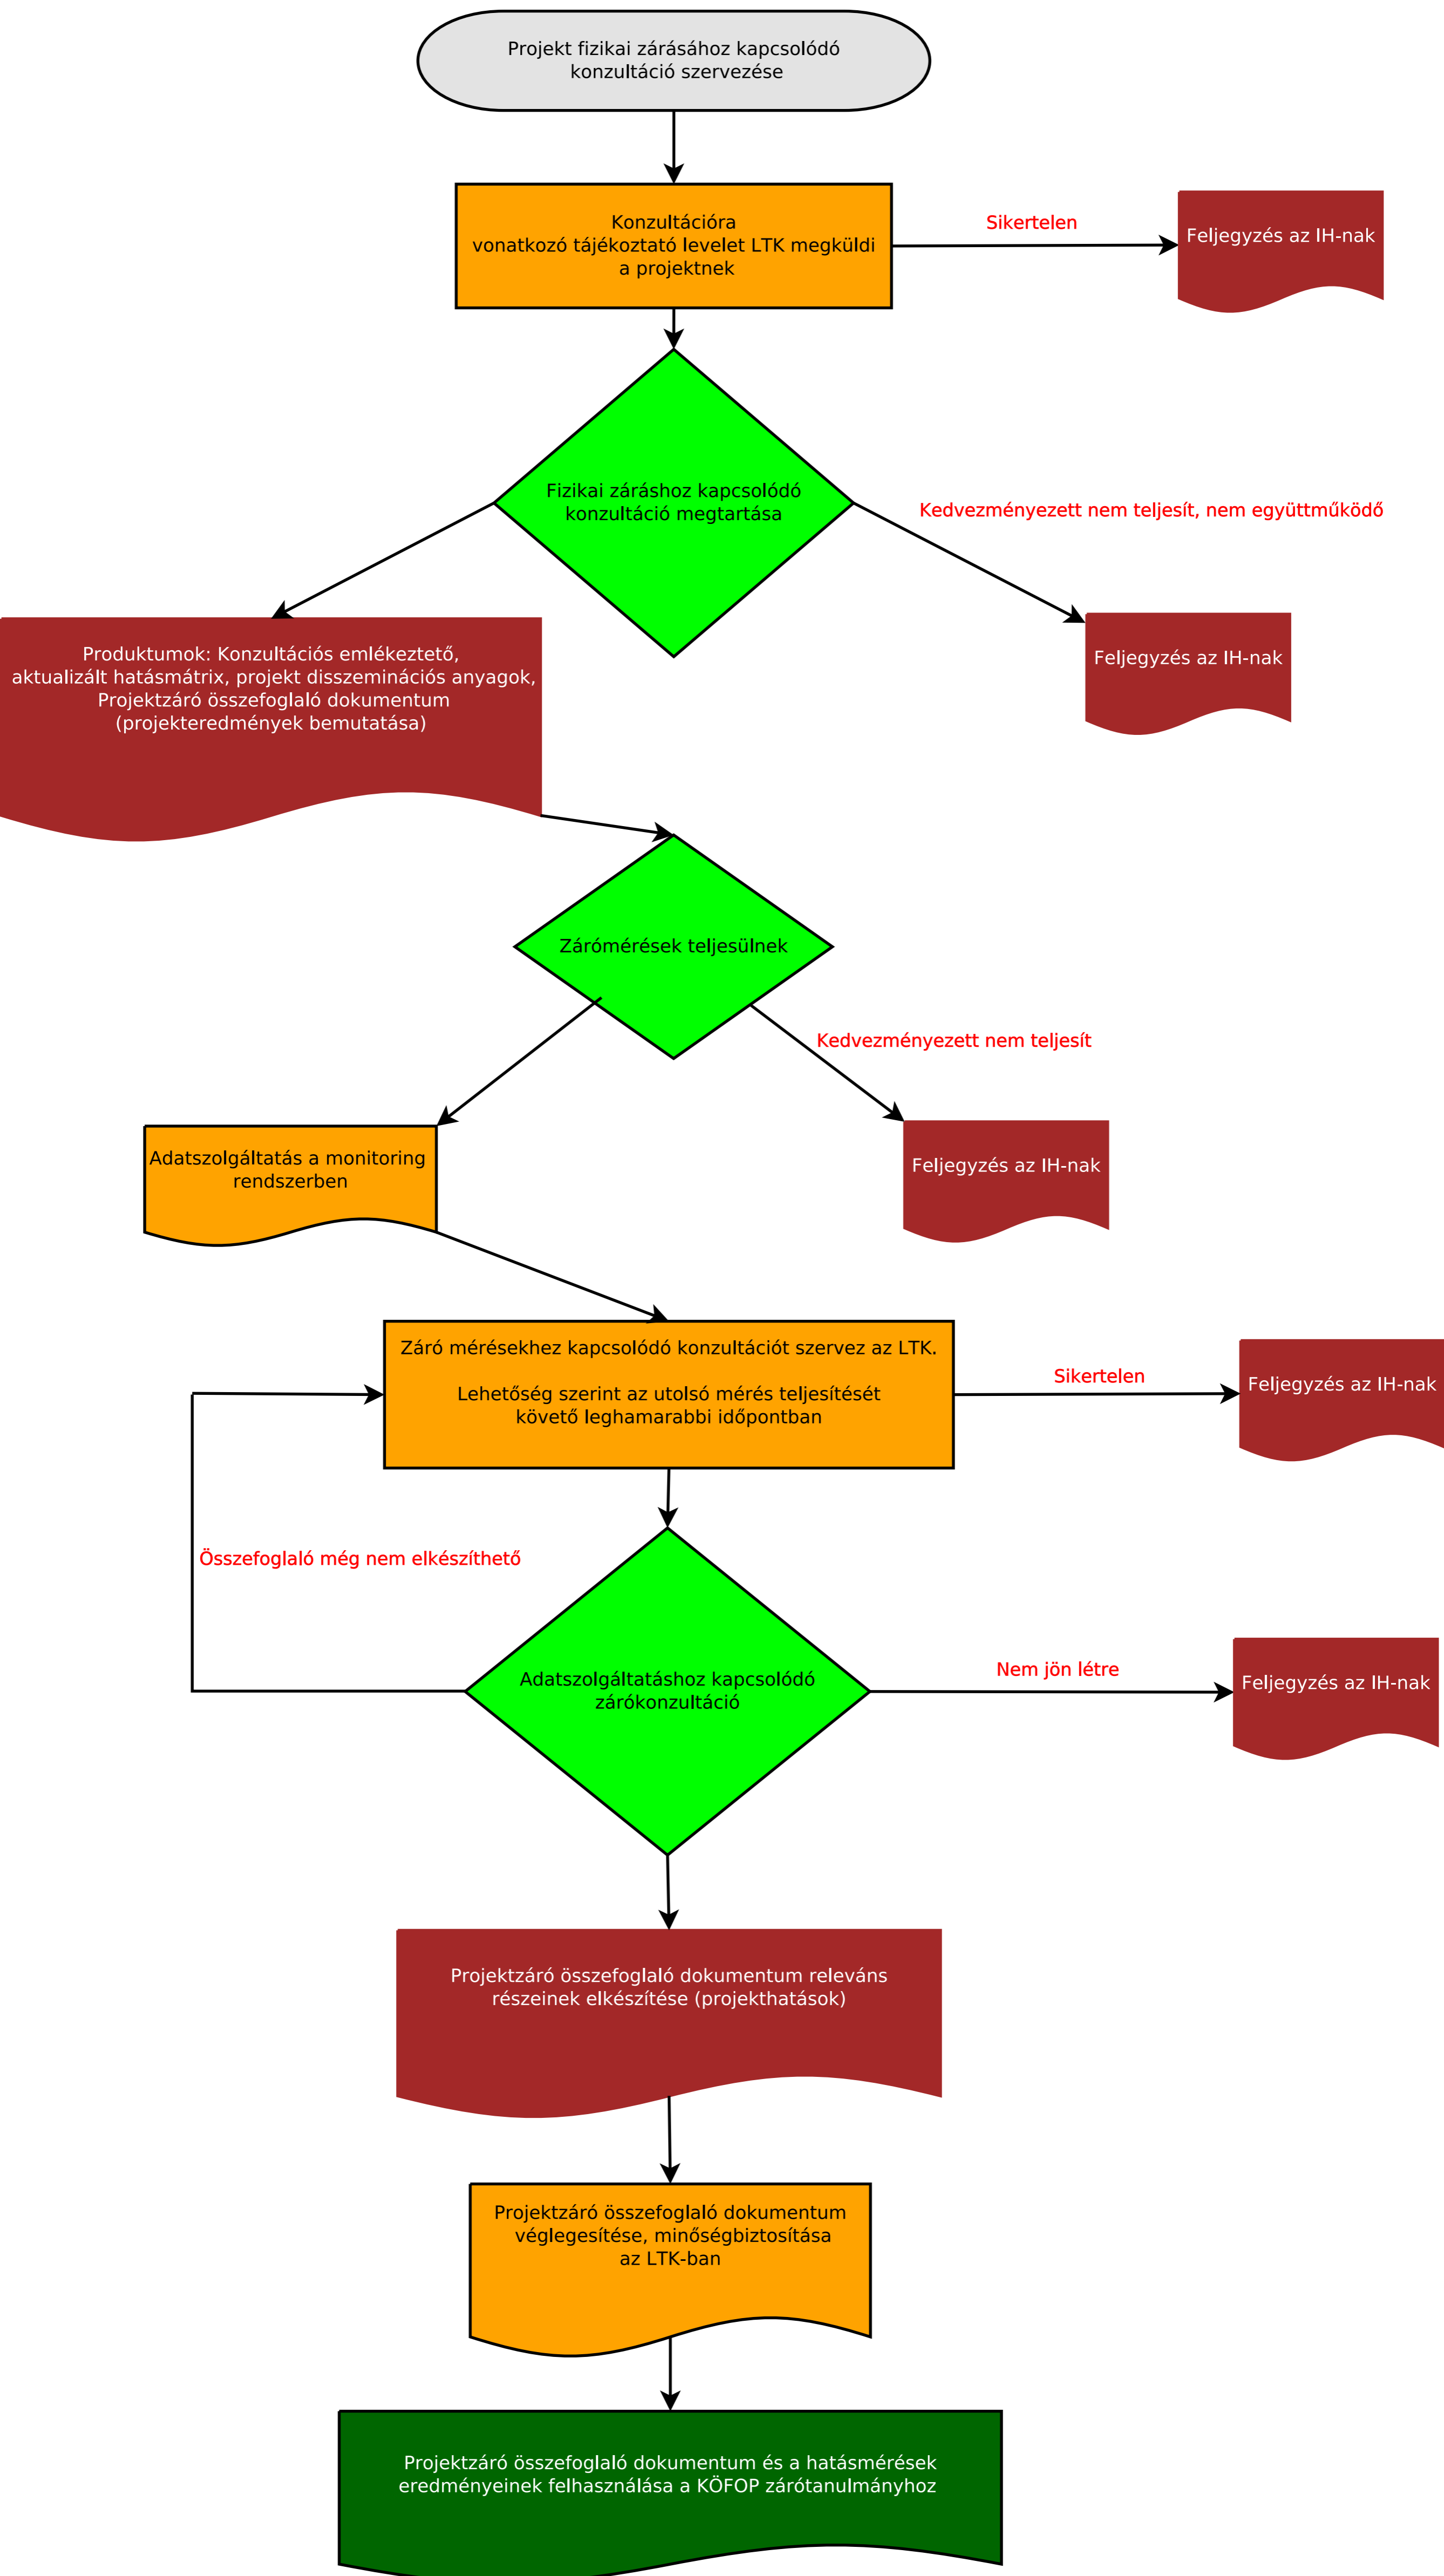 Projekt fizikai zárásához kapcsolódó
konzultáció szervezése
Konzultációra
vonatkozó tájékoztató levelet LTK megküldi
a projektnek
Sikertelen
Feljegyzés az IH-nak
Fizikai záráshoz kapcsolódó
konzultáció megtartása
Kedvezményezett nem teljesít, nem együttműködő
Feljegyzés az IH-nak
Produktumok: Konzultációs emlékeztető,
aktualizált hatásmátrix, projekt disszeminációs anyagok,
Projektzáró összefoglaló dokumentum
(projekteredmények bemutatása)
Zárómérések teljesülnek
Kedvezményezett nem teljesít
Feljegyzés az IH-nak
Adatszolgáltatás a monitoring
rendszerben
Záró mérésekhez kapcsolódó konzultációt szervez az LTK.
Lehetőség szerint az utolsó mérés teljesítését
követő leghamarabbi időpontban
Sikertelen
Feljegyzés az IH-nak
Összefoglaló még nem elkészíthető
Adatszolgáltatáshoz kapcsolódó
zárókonzultáció
Nem jön létre
Feljegyzés az IH-nak
Projektzáró összefoglaló dokumentum releváns
részeinek elkészítése (projekthatások)
Projektzáró összefoglaló dokumentum
véglegesítése, minőségbiztosítása
az LTK-ban
Projektzáró összefoglaló dokumentum és a hatásmérések
eredményeinek felhasználása a KÖFOP zárótanulmányhoz